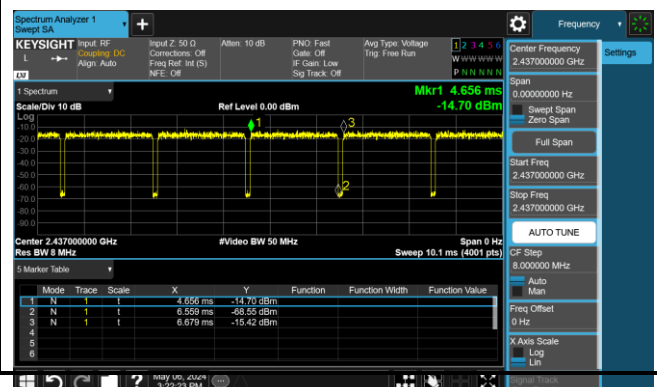 Spectrum Analyzer 1
Swept SA
Frequency
KEYSIGHT
Input: RF
Coupling: DC
Align: Auto
Input Z: 50 Ω
Corrections: Off
Freq Ref: Int (S)
NFE: Off
Atten: 10 dB
PNO: Fast
Gate: Off
IF Gain: Low
Sig Track: Off
Avg Type: Voltage
Trig: Free Run
1 2 3 4 5 6
W W W W W W
P N N N N N
L
Center Frequency
2.437000000 GHz
Settings
Span
0.00000000 Hz
Swept Span
Zero Span
Full Span
Start Freq
2.437000000 GHz
Stop Freq
2.437000000 GHz
AUTO TUNE
CF Step
8.000000 MHz
Auto
Man
Freq Offset
0 Hz
X Axis Scale
Log
Lin
Signal Track
1 Spectrum
Scale/Div 10 dB
Ref Level 0.00 dBm
Mkr1 4.656 ms
-14.70 dBm
Log
-10.0
-20.0
-30.0
-40.0
-50.0
-60.0
-70.0
-80.0
-90.0
1
3
2
Center 2.437000000 GHz
Res BW 8 MHz
#Video BW 50 MHz
Span 0 Hz
Sweep 10.1 ms (4001 pts)
5 Marker Table
Mode Trace Scale X Y Function Function Width Function Value
1 N 1 t 4.656 ms -14.70 dBm
2 N 1 t 6.559 ms -68.55 dBm
3 N 1 t 6.679 ms -15.42 dBm
4
5
6
May 06, 2024
3:22:23 PM